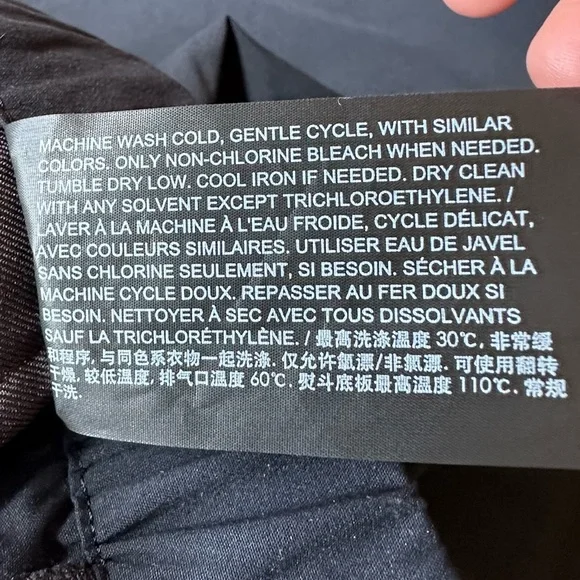 MACHINE WASH COLD, GENTLE CYCLE, WITH SIMILAR
COLORS. ONLY NON-CHLORINE BLEACH WHEN NEEDED.
TUMBLE DRY LOW. COOL IRON IF NEEDED. DRY CLEAN
WITH ANY SOLVENT EXCEPT TRICHLOROETHYLENE. /
LAVER À LA MACHINE À L'EAU FROIDE, CYCLE DÉLICAT,
AVEC COULEURS SIMILAIRES. UTILISER EAU DE JAVEL
SANS CHLORINE SEULEMENT, SI BESOIN. SÉCHER À LA
MACHINE CYCLE DOUX. REPASSER AU FER DOUX SI
BESOIN. NETTOYER À SEC AVEC TOUS DISSOLVANTS
SAUF LA TRICHLORÉTHYLÈNE. / 最高洗涤温度 30℃, 非常缓
和程序, 与同色系衣物一起洗涤. 仅允许氧漂/非氯漂. 可使用翻转
干燥, 较低温度, 排气口温度 60℃. 熨斗底板最高温度 110℃. 常规
干洗.